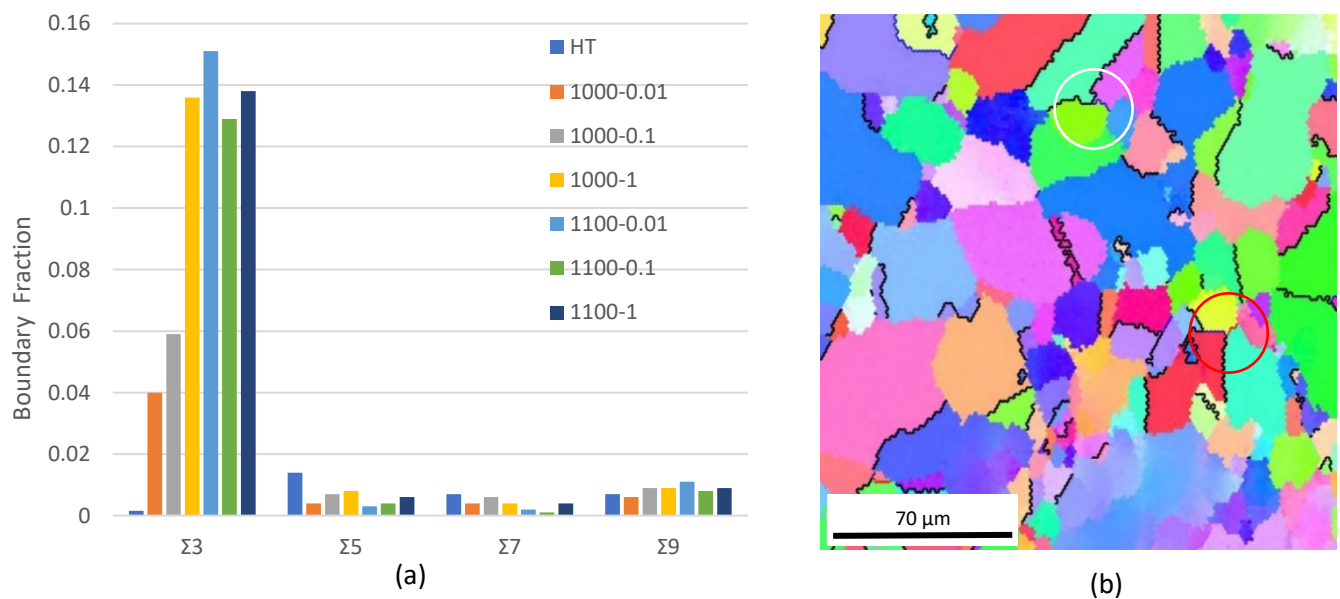 0.16
0.14
0.12
0.1
0.08
0.06
0.04
0.02
0
Boundary Fraction
HT
1000-0.01
1000-0.1
1000-1
1100-0.01
1100-0.1
1100-1
Σ3 Σ5 Σ7 Σ9
(a)
70 µm
(b)